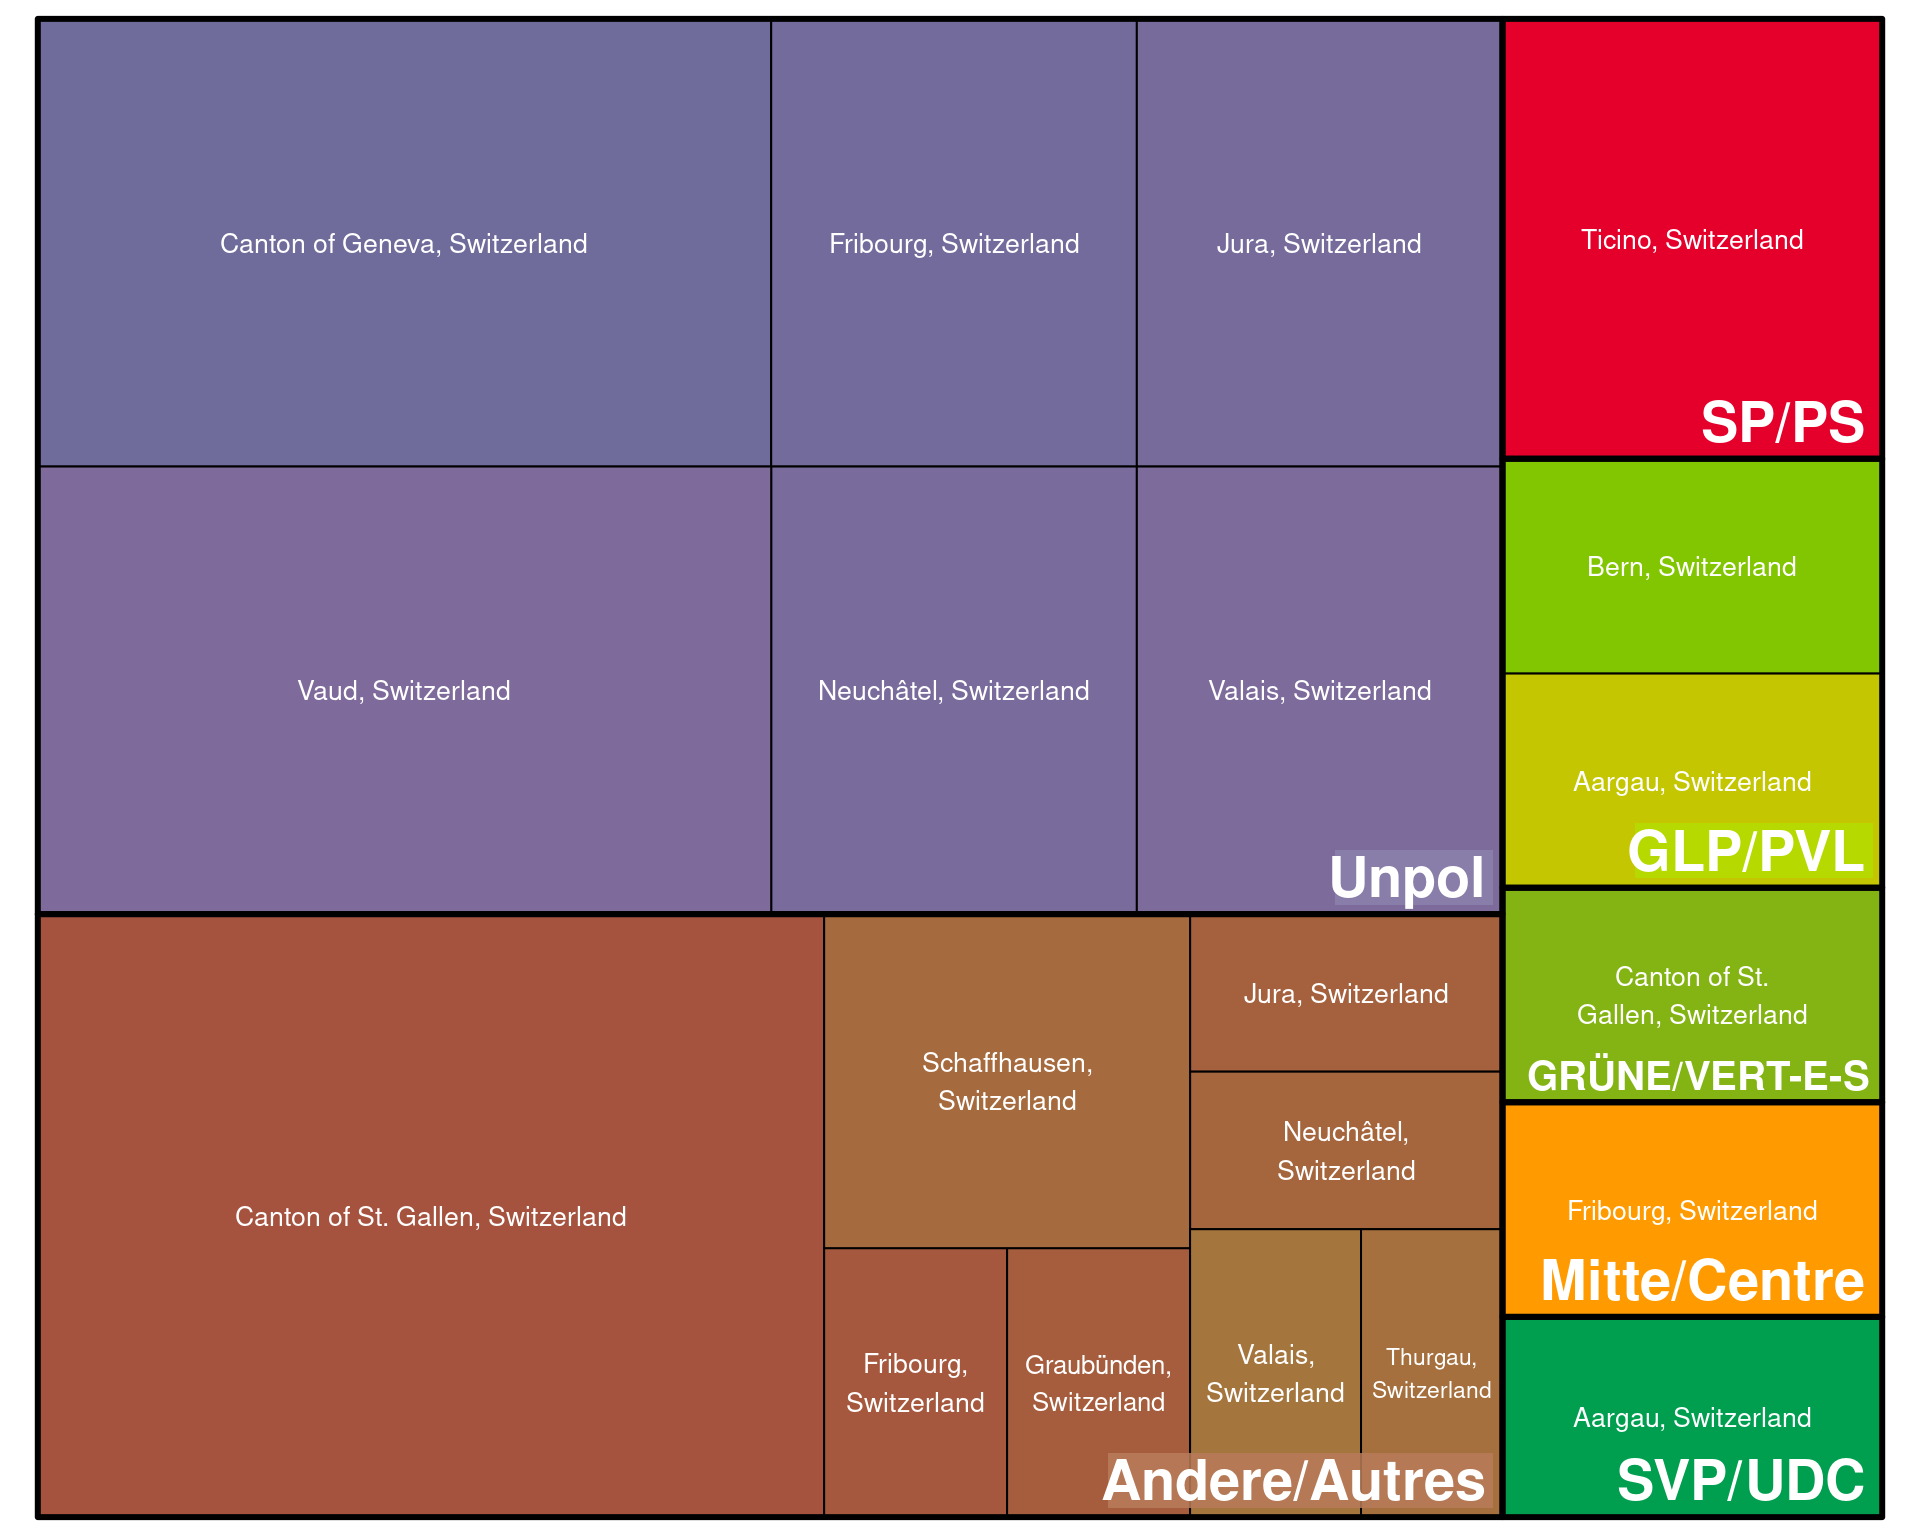 Canton of Geneva, Switzerland
Fribourg, Switzerland
Jura, Switzerland
Vaud, Switzerland
Neuchâtel, Switzerland
Valais, Switzerland
Unpol
Canton of St. Gallen, Switzerland
Schaffhausen,
Switzerland
Jura, Switzerland
Neuchâtel,
Switzerland
Fribourg,
Switzerland
Graubünden,
Switzerland
Valais,
Switzerland
Thurgau,
Switzerland
Andere/Autres
Ticino, Switzerland
SP/PS
Bern, Switzerland
Aargau, Switzerland
GLP/PVL
Canton of St.
Gallen, Switzerland
GRÜNE/VERT-E-S
Fribourg, Switzerland
Mitte/Centre
Aargau, Switzerland
SVP/UDC